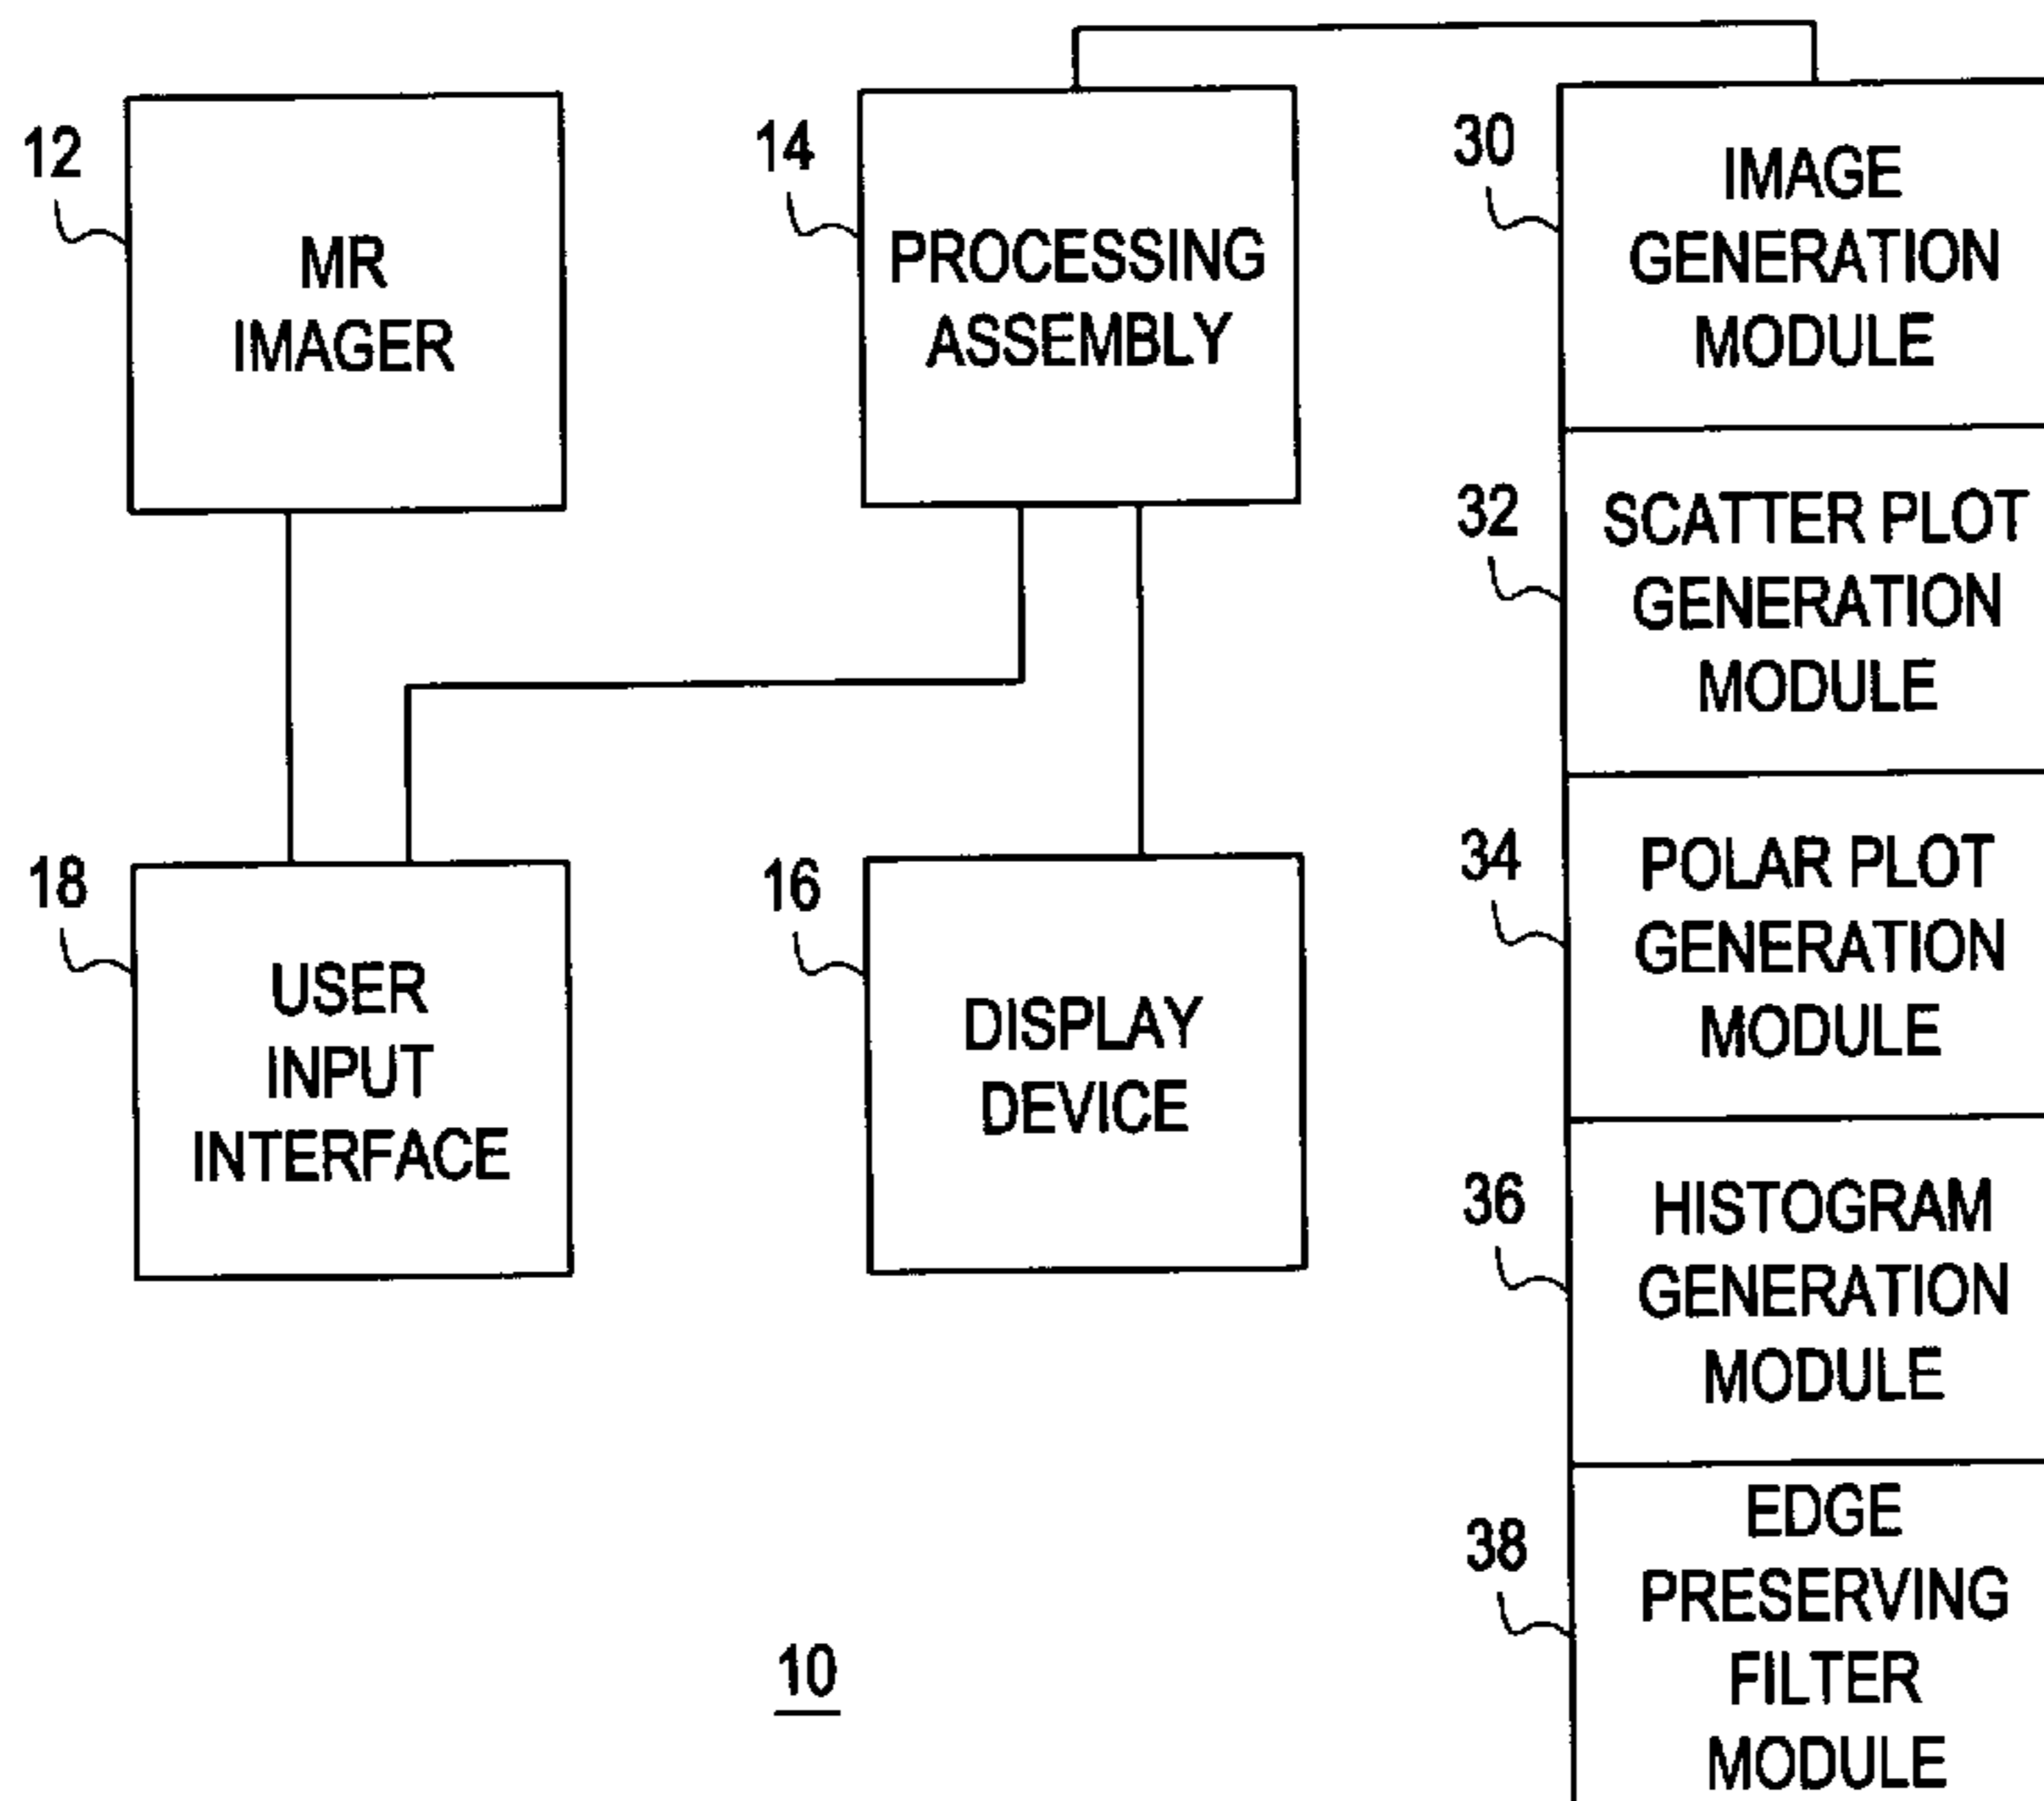 12
MR
IMAGER
14
PROCESSING
ASSEMBLY
18
USER
INPUT
INTERFACE
16
DISPLAY
DEVICE
30
IMAGE
GENERATION
MODULE
32
SCATTER PLOT
GENERATION
MODULE
34
POLAR PLOT
GENERATION
MODULE
36
HISTOGRAM
GENERATION
MODULE
38
EDGE
PRESERVING
FILTER
MODULE
10